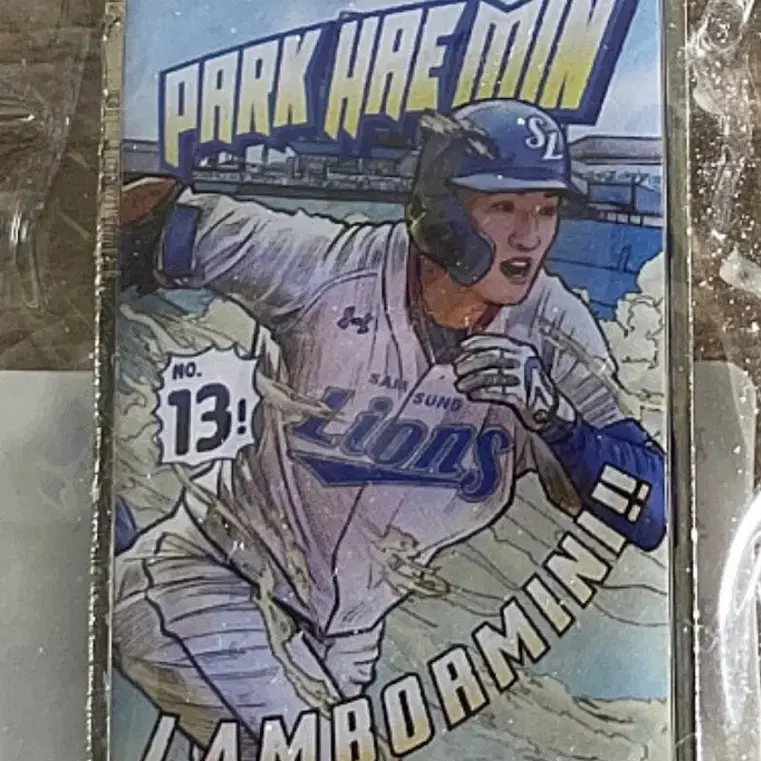 PARK HAE MIN
SL
NO.
13!
SAMSUNG
Lions
LAMBORMINI!!